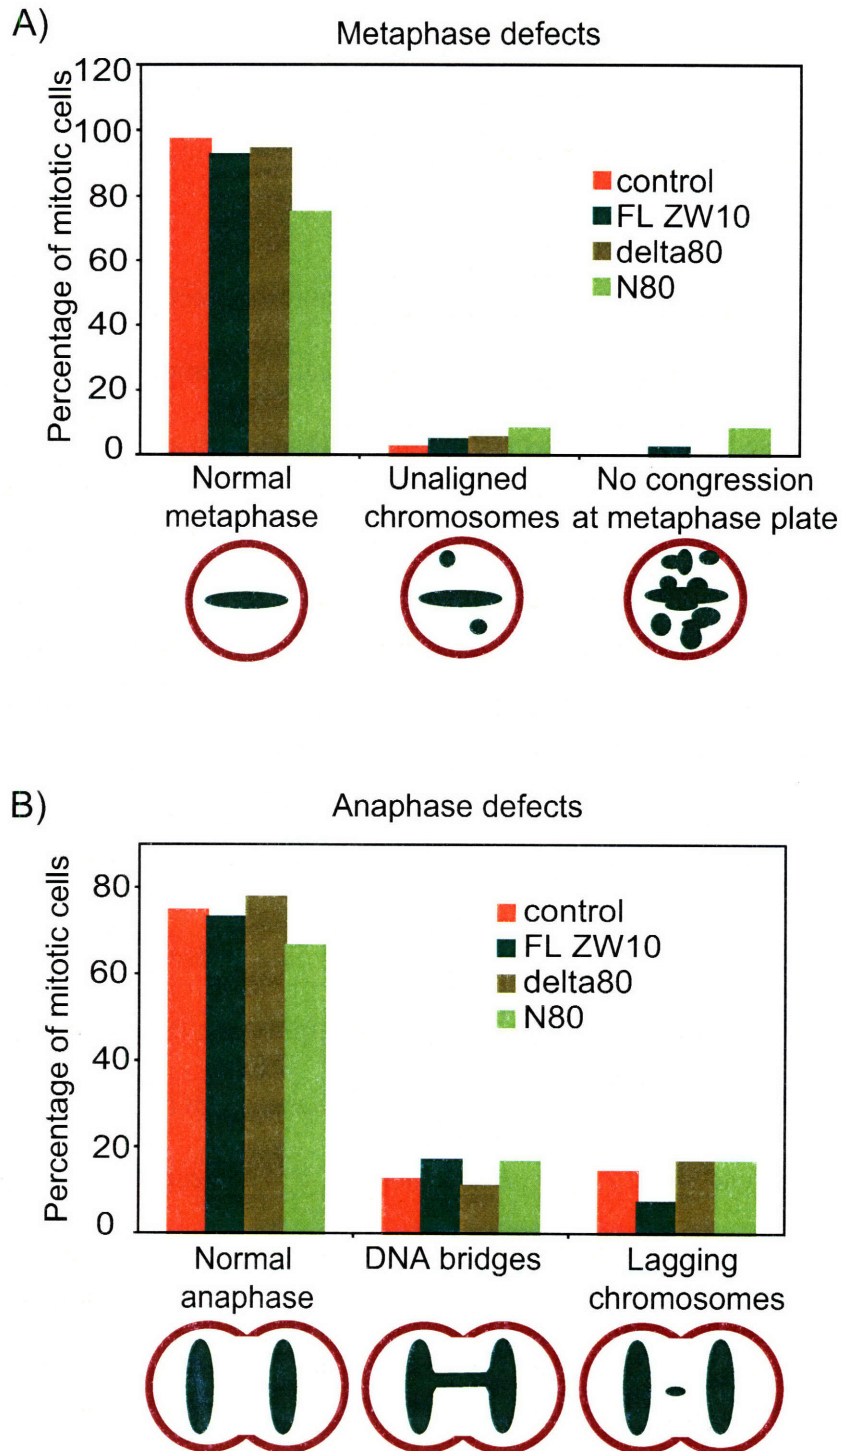 A)
Metaphase defects
Percentage of mitotic cells
120
100
80
60
40
20
0
control
FL ZW10
delta80
N80
Normal
metaphase
Unaligned
chromosomes
No congression
at metaphase plate
B)
Anaphase defects
Percentage of mitotic cells
80
60
40
20
0
control
FL ZW10
delta80
N80
Normal
anaphase
DNA bridges
Lagging
chromosomes